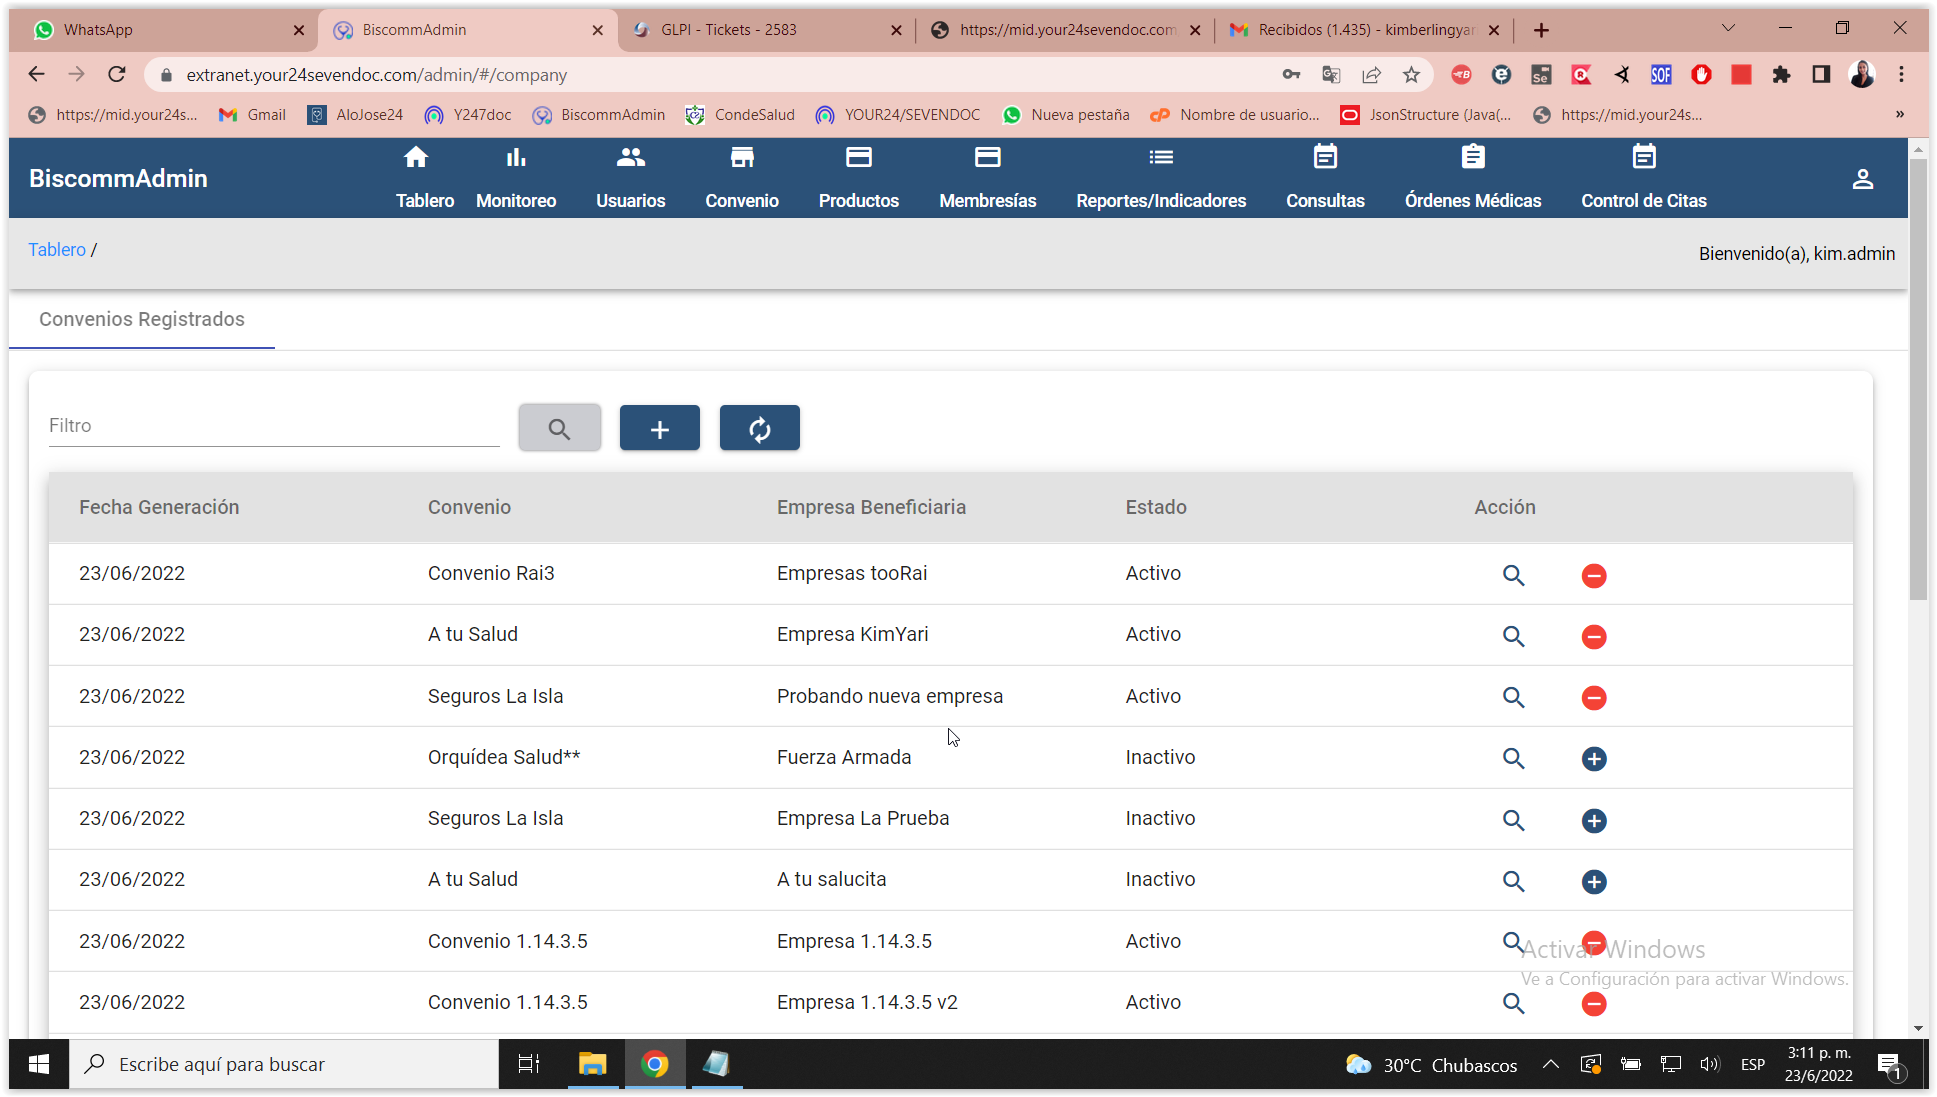 WhatsApp
BiscommAdmin
GLPI - Tickets - 2583
https://mid.your24sevendoc.com
Recibidos (1.435) - kimberlingyar
extranet.your24sevendoc.com/admin/#/company
https://mid.your24s...
Gmail
AloJose24
Y247doc
BiscommAdmin
CondeSalud
YOUR24/SEVENDOC
Nueva pestaña
Nombre de usuario...
JsonStructure (Java(...
https://mid.your24s...
»
BiscommAdmin
Tablero
Monitoreo
Usuarios
Convenio
Productos
Membresías
Reportes/Indicadores
Consultas
Órdenes Médicas
Control de Citas
Tablero /
Bienvenido(a), kim.admin
Convenios Registrados
Filtro
Fecha Generación Convenio Empresa Beneficiaria Estado Acción
23/06/2022 Convenio Rai3 Empresas tooRai Activo
23/06/2022 A tu Salud Empresa KimYari Activo
23/06/2022 Seguros La Isla Probando nueva empresa Activo
23/06/2022 Orquídea Salud** Fuerza Armada Inactivo
23/06/2022 Seguros La Isla Empresa La Prueba Inactivo
23/06/2022 A tu Salud A tu salucita Inactivo
23/06/2022 Convenio 1.14.3.5 Empresa 1.14.3.5 Activo
23/06/2022 Convenio 1.14.3.5 Empresa 1.14.3.5 v2 Activo
Activar Windows
Ve a Configuración para activar Windows.
Escribe aquí para buscar
30°C Chubascos
ESP
3:11 p. m.
23/6/2022
1